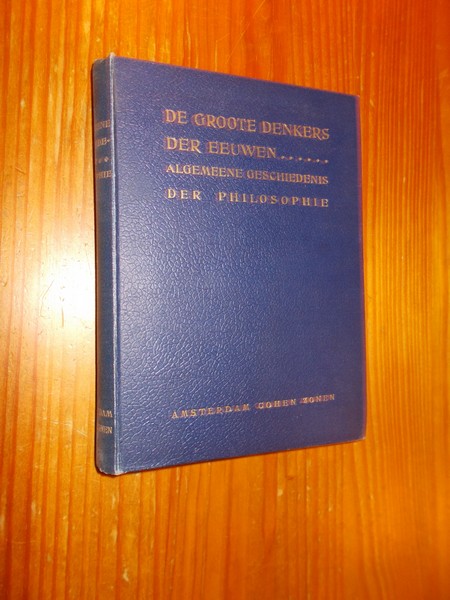 DE GROOTE DENKERS
DER EEUWEN......
ALGEMEENE GESCHIEDENIS
DER PHILOSOPHIE
AMSTERDAM COHEN ZONEN